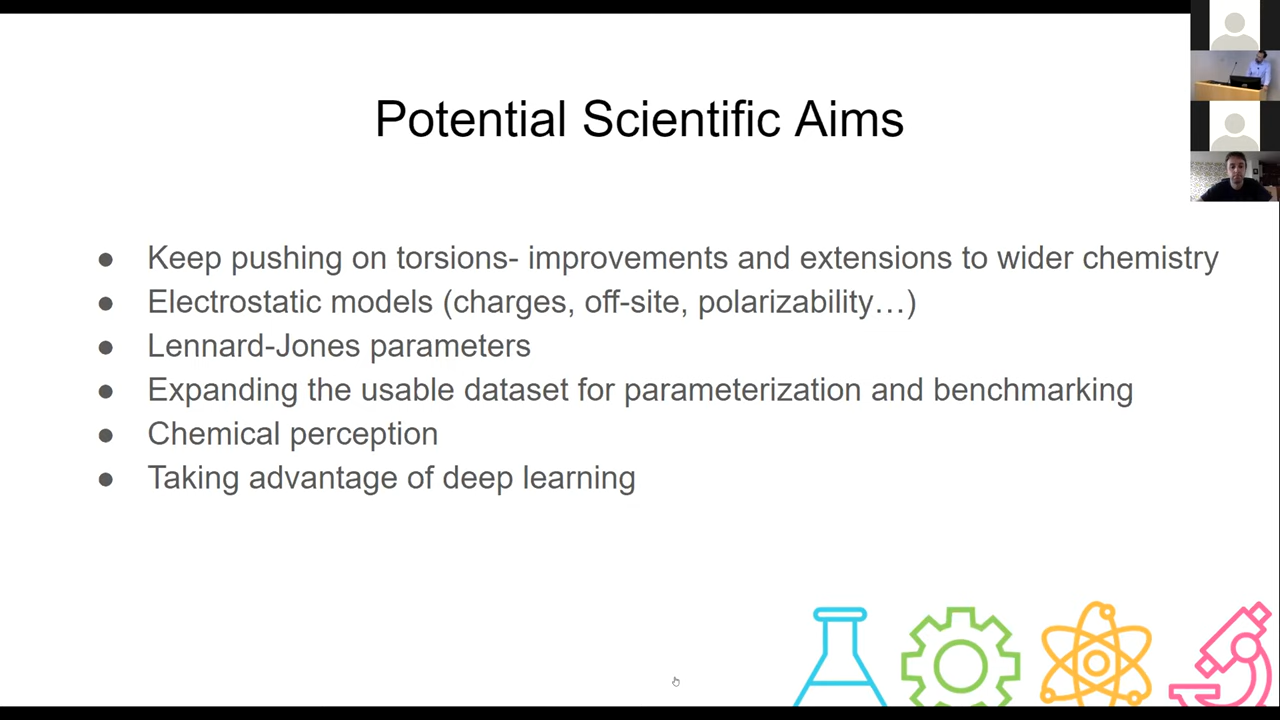 Potential Scientific Aims
● Keep pushing on torsions- improvements and extensions to wider chemistry
● Electrostatic models (charges, off-site, polarizability…)
● Lennard-Jones parameters
● Expanding the usable dataset for parameterization and benchmarking
● Chemical perception
● Taking advantage of deep learning